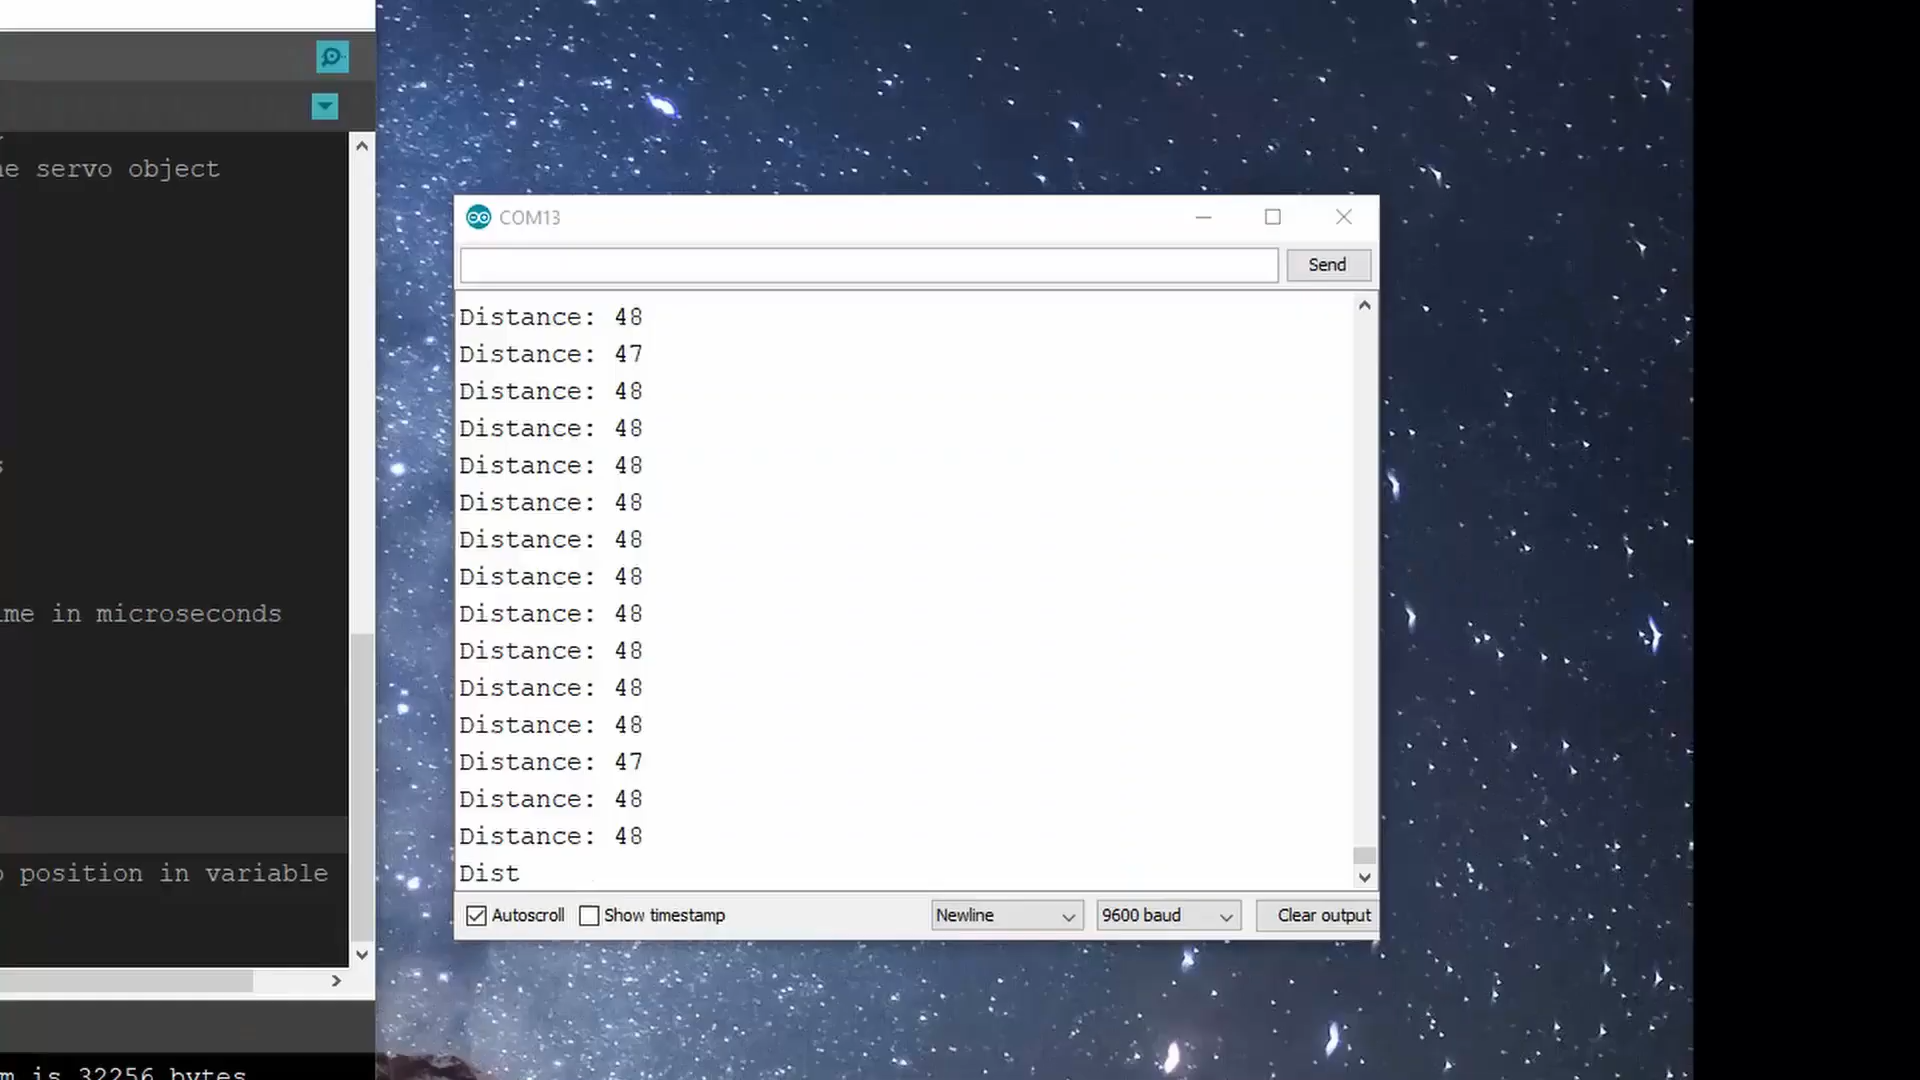 e servo object
me in microseconds
position in variable
is 32256 bytes
COM13
Send
Distance: 48
Distance: 47
Distance: 48
Distance: 48
Distance: 48
Distance: 48
Distance: 48
Distance: 48
Distance: 48
Distance: 48
Distance: 48
Distance: 48
Distance: 47
Distance: 48
Distance: 48
Dist
Autoscroll Show timestamp Newline 9600 baud Clear output